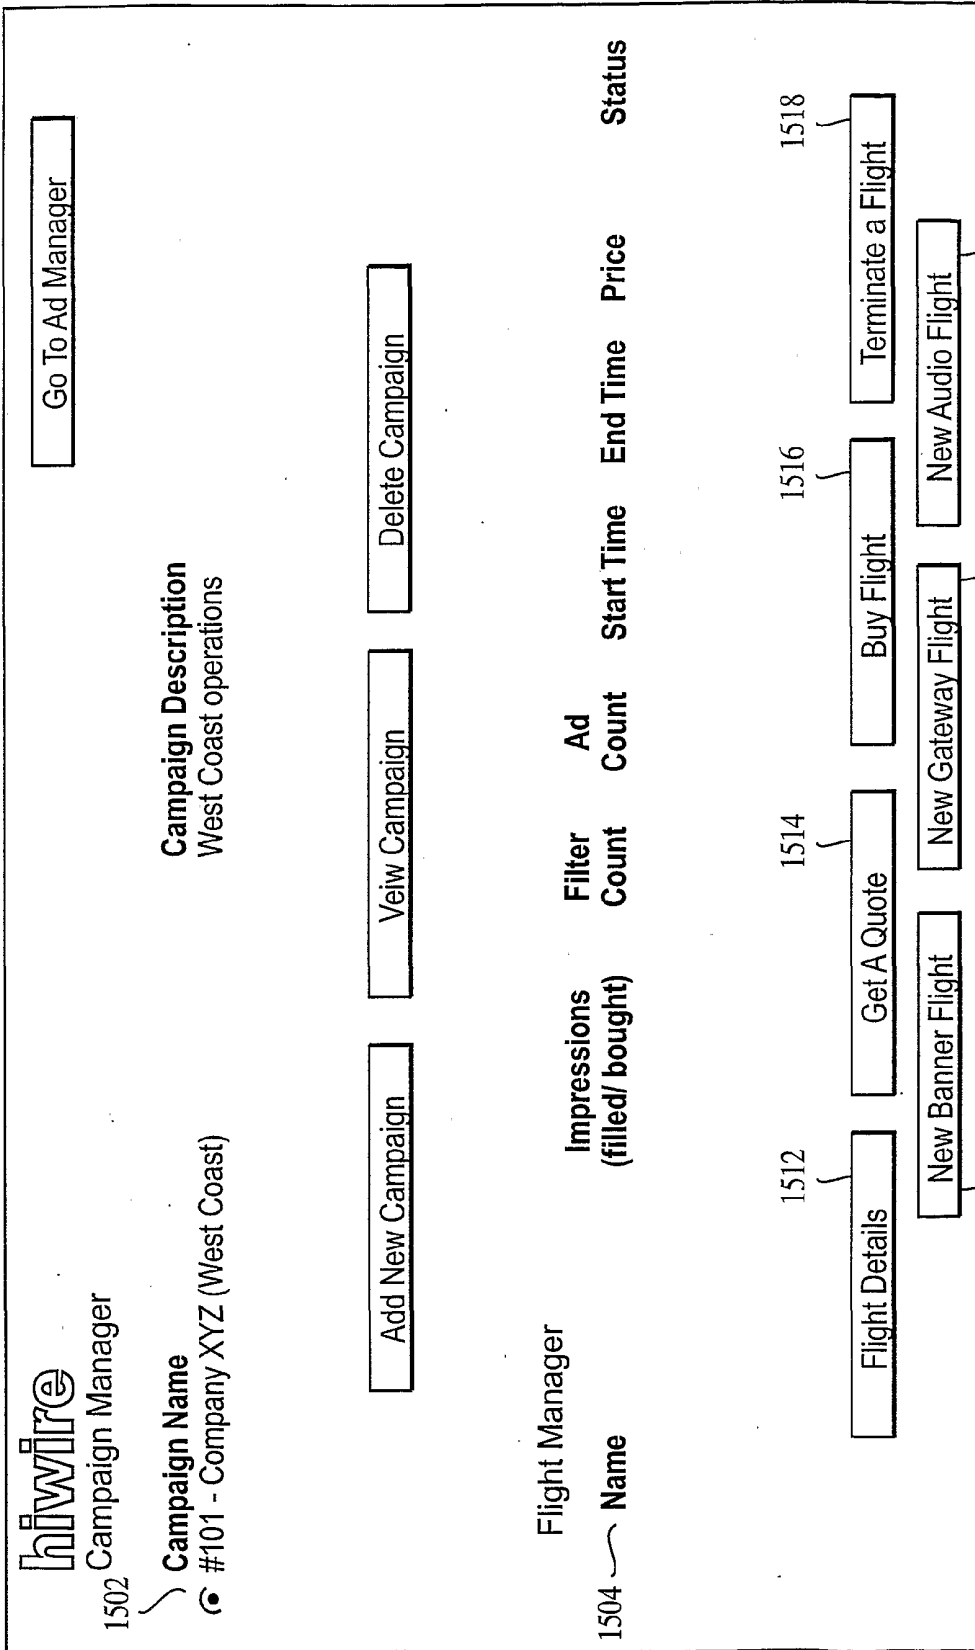 hiwire
Campaign Manager
Go To Ad Manager
1502
Campaign Name
Campaign Description
#101 - Company XYZ (West Coast)
West Coast operations
Add New Campaign
Veiw Campaign
Delete Campaign
Flight Manager
1504
Name
Impressions
(filled/ bought)
Filter
Count
Ad
Count
Start Time
End Time
Price
Status
1512
1514
1516
1518
Flight Details
Get A Quote
Buy Flight
Terminate a Flight
New Banner Flight
New Gateway Flight
New Audio Flight